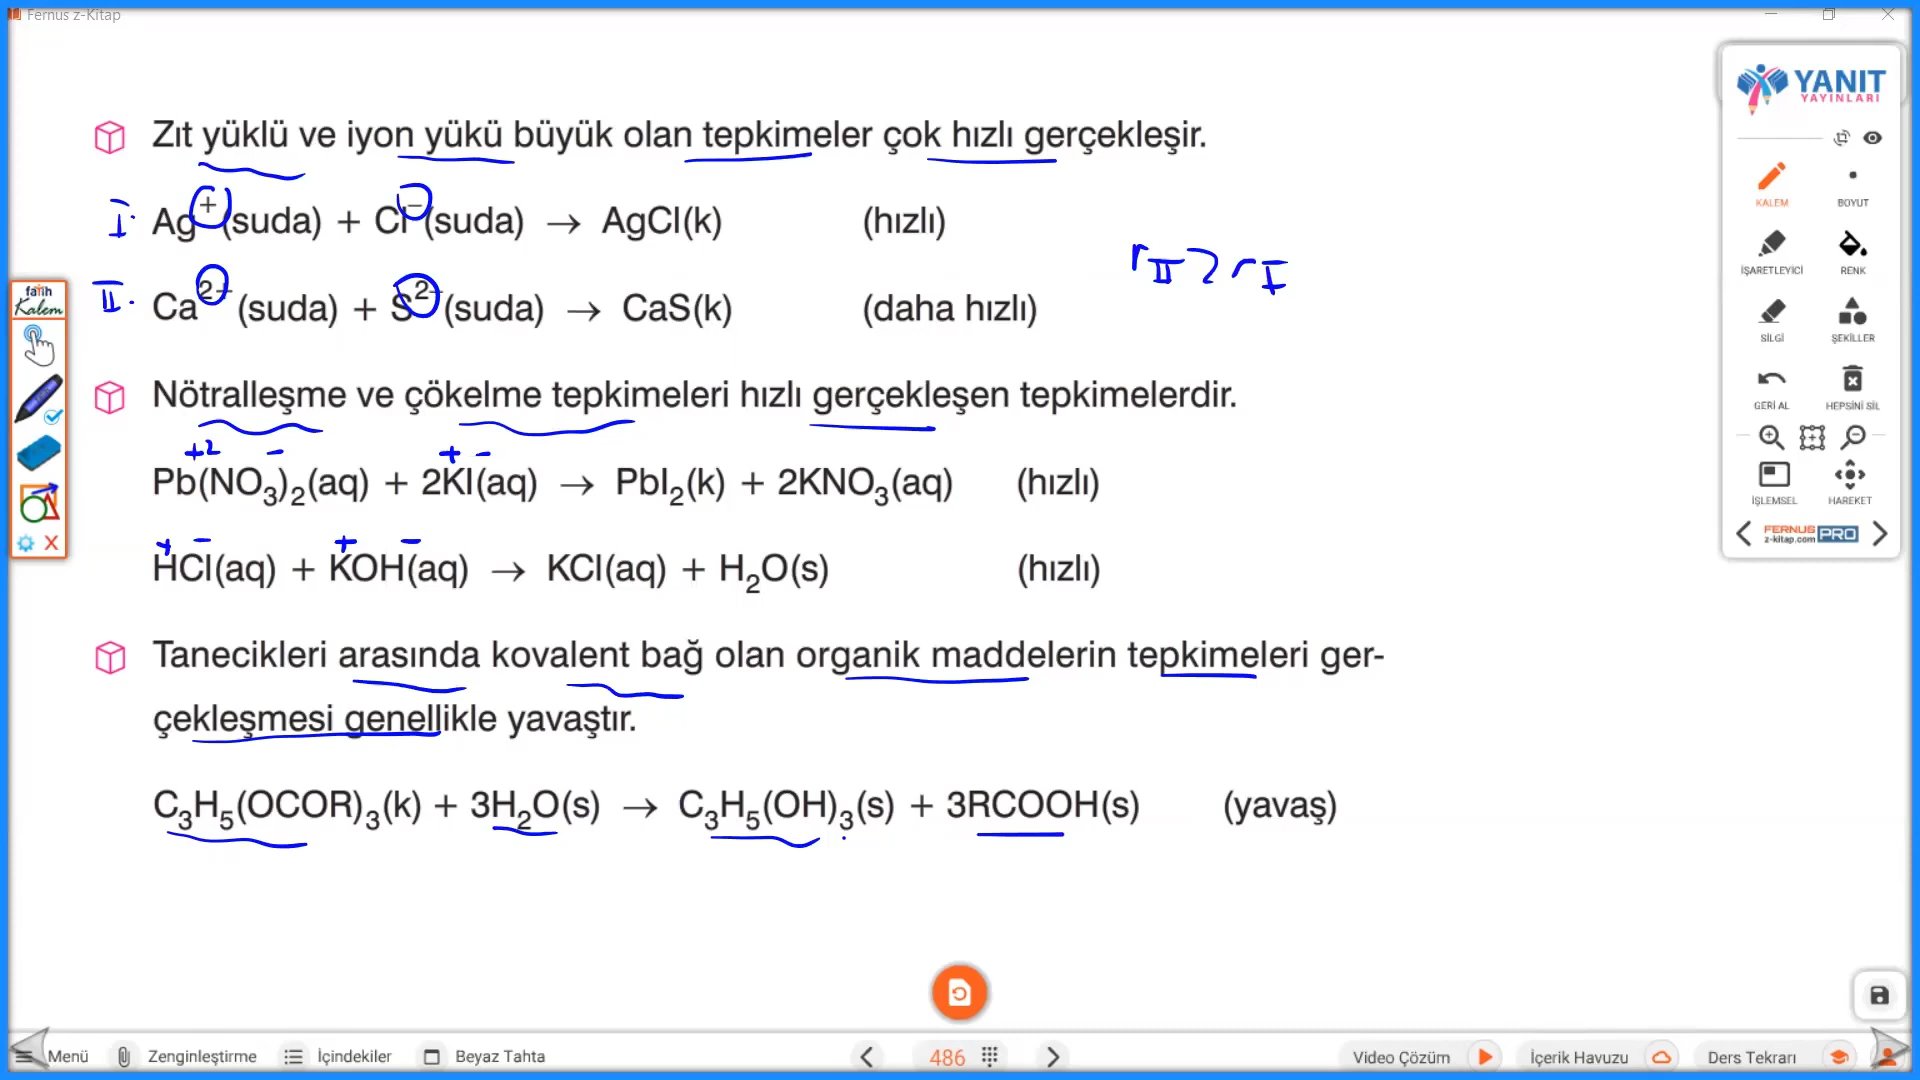 Fernus z-Kitap
Zıt yüklü ve iyon yükü büyük olan tepkimeler çok hızlı gerçekleşir.
I. Ag⁺(suda) + Cl⁻(suda) → AgCl(k) (hızlı)
r_II > r_I
II. Ca²⁺(suda) + S²⁻(suda) → CaS(k) (daha hızlı)
Nötralleşme ve çökelme tepkimeleri hızlı gerçekleşen tepkimelerdir.
+2 − + −
Pb(NO₃)₂(aq) + 2KI(aq) → PbI₂(k) + 2KNO₃(aq) (hızlı)
+ − + −
HCl(aq) + KOH(aq) → KCl(aq) + H₂O(s) (hızlı)
Tanecikleri arasında kovalent bağ olan organik maddelerin tepkimeleri ger-
çekleşmesi genellikle yavaştır.
C₃H₅(OCOR)₃(k) + 3H₂O(s) → C₃H₅(OH)₃(s) + 3RCOOH(s) (yavaş)
fatih
Kalem
YANIT
YAYINLARI
KALEM BOYUT
İŞARETLEYİCİ RENK
SİLGİ ŞEKİLLER
GERİ AL HEPSİNİ SİL
İŞLEMSEL HAREKET
FERNUS
z-kitap.com PRO
Menü Zenginleştirme İçindekiler Beyaz Tahta 486 Video Çözüm İçerik Havuzu Ders Tekrarı